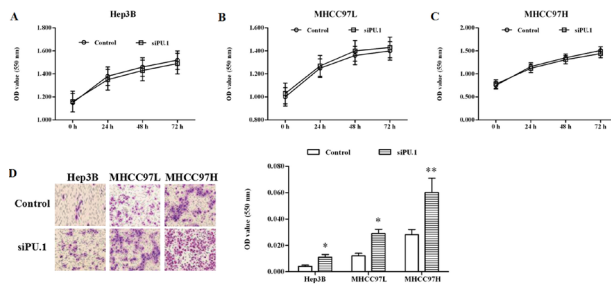 A
Hep3B
Control
siPU.1
OD value (550 nm)
1.800
1.600
1.400
1.200
1.000
0 h
24 h
48 h
72 h
B
MHCC97L
Control
siPU.1
OD value (550 nm)
1.600
1.400
1.200
1.000
0.800
0 h
24 h
48 h
72 h
C
MHCC97H
Control
siPU.1
OD value (550 nm)
2.000
1.500
1.000
0.500
0.000
0 h
24 h
48 h
72 h
D
Hep3B MHCC97L MHCC97H
Control
siPU.1
Control
siPU.1
OD value (550 nm)
0.080
0.060
0.040
0.020
0.000
*
*
**
Hep3B
MHCC97L
MHCC97H